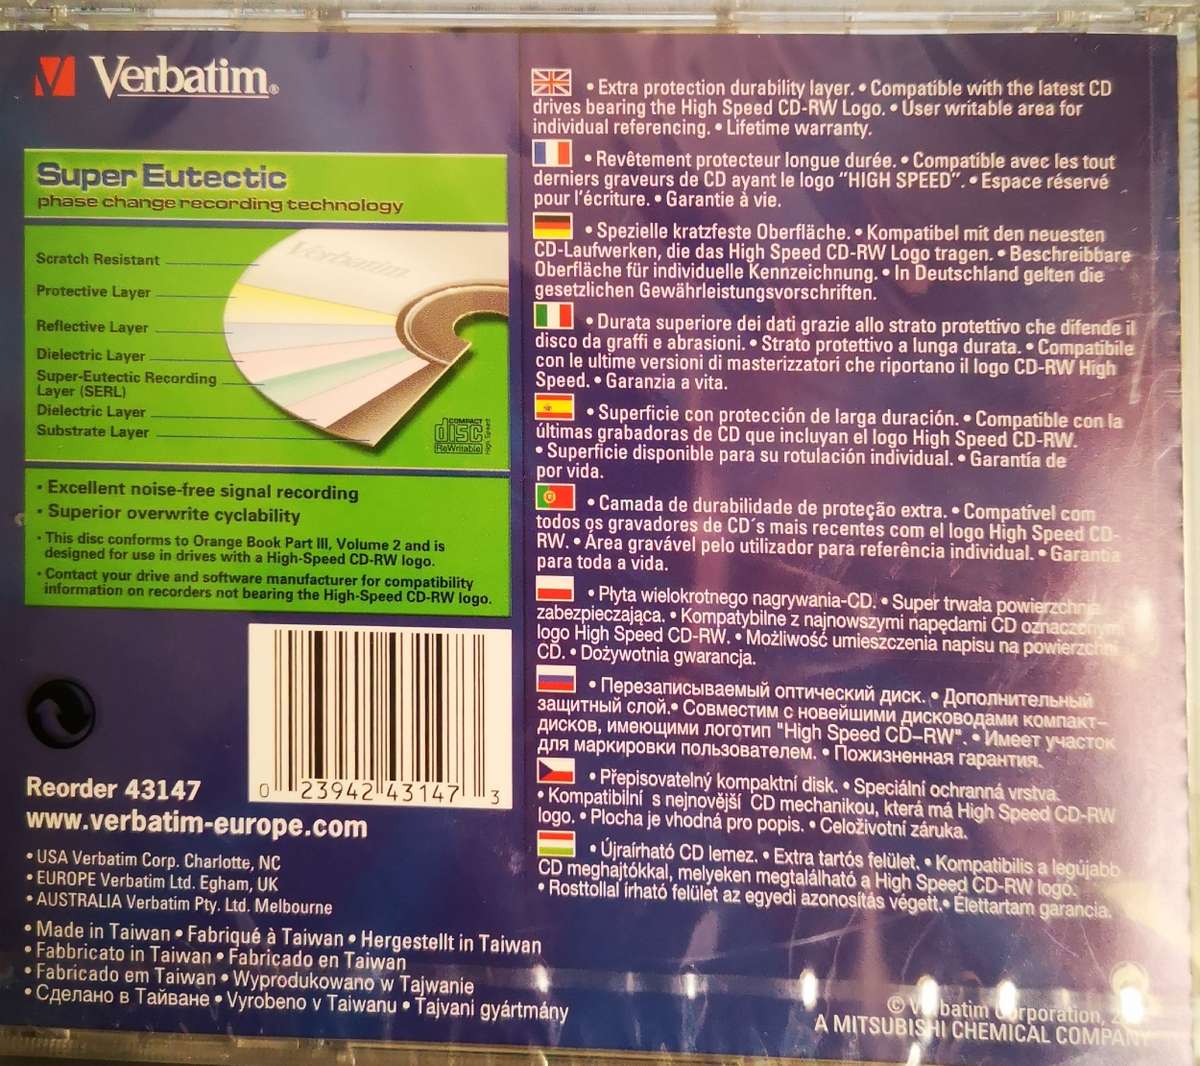 Verbatim®
Super Eutectic
phase change recording technology
Verbatim
Scratch Resistant
Protective Layer
Reflective Layer
Dielectric Layer
Super-Eutectic Recording
Layer (SERL)
Dielectric Layer
Substrate Layer
COMPACT
disc
ReWritable
High Speed
• Excellent noise-free signal recording
• Superior overwrite cyclability
• This disc conforms to Orange Book Part III, Volume 2 and is
designed for use in drives with a High-Speed CD-RW logo.
• Contact your drive and software manufacturer for compatibility
information on recorders not bearing the High-Speed CD-RW logo.
0 23942 43147 3
Reorder 43147
www.verbatim-europe.com
• USA Verbatim Corp. Charlotte, NC
• EUROPE Verbatim Ltd. Egham, UK
• AUSTRALIA Verbatim Pty. Ltd. Melbourne
• Made in Taiwan • Fabriqué à Taiwan • Hergestellt in Taiwan
• Fabbricato in Taiwan • Fabricado en Taiwan
• Fabricado em Taiwan • Wyprodukowano w Tajwanie
• Сделано в Тайване • Vyrobeno v Taiwanu • Tajvani gyártmány
• Extra protection durability layer. • Compatible with the latest CD
drives bearing the High Speed CD-RW Logo. • User writable area for
individual referencing. • Lifetime warranty.
• Revêtement protecteur longue durée. • Compatible avec les tout
derniers graveurs de CD ayant le logo "HIGH SPEED". • Espace réservé
pour l'écriture. • Garantie à vie.
• Spezielle kratzfeste Oberfläche. • Kompatibel mit den neuesten
CD-Laufwerken, die das High Speed CD-RW Logo tragen. • Beschreibbare
Oberfläche für individuelle Kennzeichnung. • In Deutschland gelten die
gesetzlichen Gewährleistungsvorschriften.
• Durata superiore dei dati grazie allo strato protettivo che difende il
disco da graffi e abrasioni. • Strato protettivo a lunga durata. • Compatibile
con le ultime versioni di masterizzatori che riportano il logo CD-RW High
Speed. • Garanzia a vita.
• Superficie con protección de larga duración. • Compatible con la
últimas grabadoras de CD que incluyan el logo High Speed CD-RW.
• Superficie disponible para su rotulación individual. • Garantía de
por vida.
• Camada de durabilidade de proteção extra. • Compatível com
todos os gravadores de CD´s mais recentes com el logo High Speed CD-
RW. • Área gravável pelo utilizador para referência individual. • Garantia
para toda a vida.
• Płyta wielokrotnego nagrywania-CD. • Super trwała powierzchnia
zabezpieczająca. • Kompatybilne z najnowszymi napędami CD oznaczonymi
logo High Speed CD-RW. • Możliwość umieszczenia napisu na powierzchni
CD. • Dożywotnia gwarancja.
• Перезаписываемый оптический диск. • Дополнительный
защитный слой.• Совместим с новейшими дисководами компакт–
дисков, имеющими логотип "High Speed CD–RW". • Имеет участок
для маркировки пользователем. • Пожизненная гарантия.
• Přepisovatelný kompaktní disk. • Speciální ochranná vrstva.
• Kompatibilní s nejnovější CD mechanikou, která má High Speed CD-RW
logo. • Plocha je vhodná pro popis. • Celoživotní záruka.
• Újraírható CD lemez. • Extra tartós felület. • Kompatibilis a legújabb
CD meghajtókkal, melyeken megtalálható a High Speed CD-RW logó.
• Rosttollal írható felület az egyedi azonosítás végett.• Élettartam garancia.
© Verbatim Corporation,
A MITSUBISHI CHEMICAL COMPANY